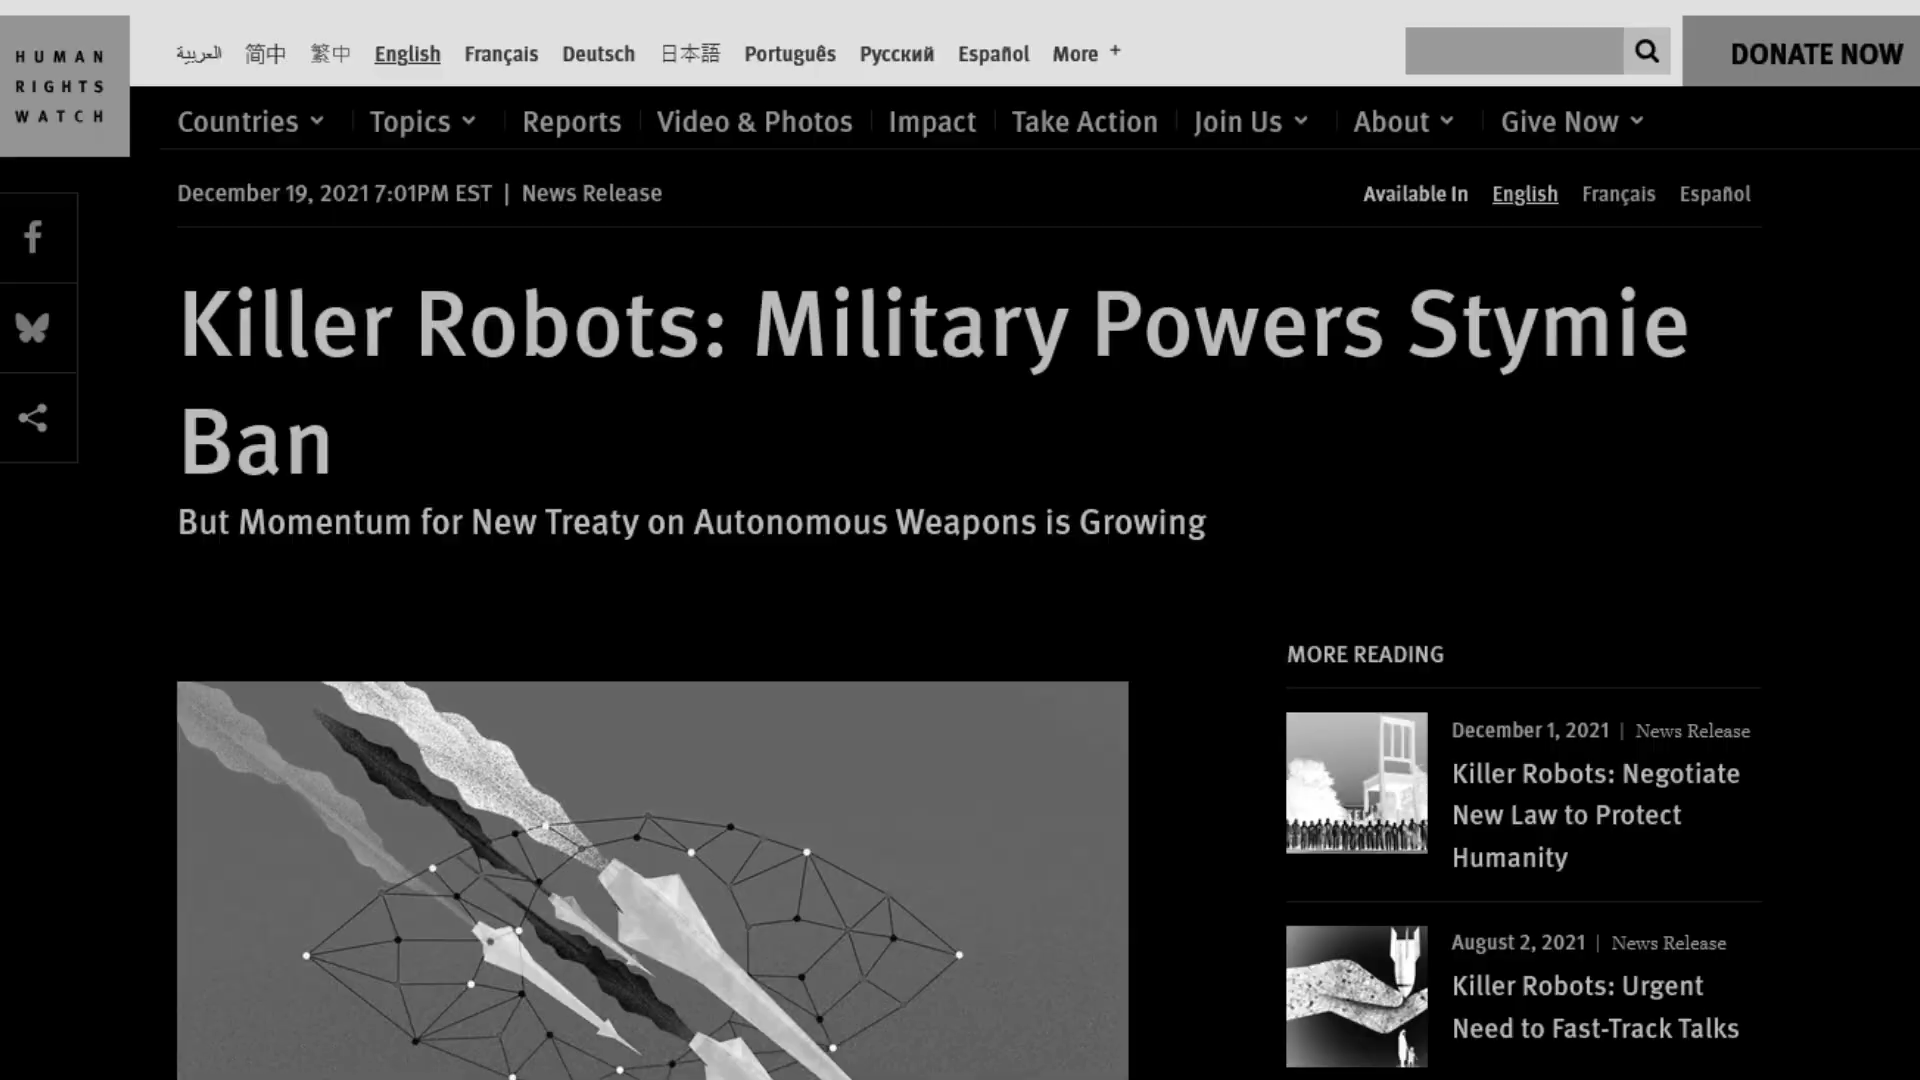 HUMAN
RIGHTS
WATCH
العربية 简中 繁中 English Français Deutsch 日本語 Português Русский Español More +
DONATE NOW
Countries Topics Reports Video & Photos Impact Take Action Join Us About Give Now
December 19, 2021 7:01PM EST | News Release
Available In English Français Español
Killer Robots: Military Powers Stymie
Ban
But Momentum for New Treaty on Autonomous Weapons is Growing
MORE READING
December 1, 2021 | News Release
Killer Robots: Negotiate
New Law to Protect
Humanity
August 2, 2021 | News Release
Killer Robots: Urgent
Need to Fast-Track Talks